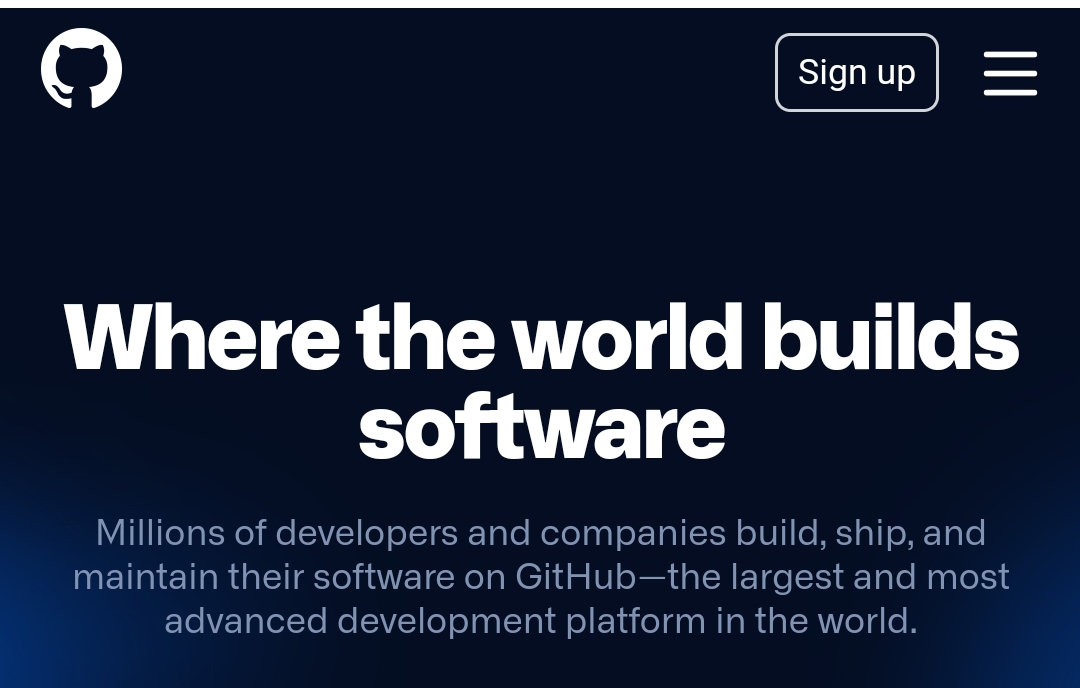 Sign up
Where the world builds
software
Millions of developers and companies build, ship, and
maintain their software on GitHub—the largest and most
advanced development platform in the world.